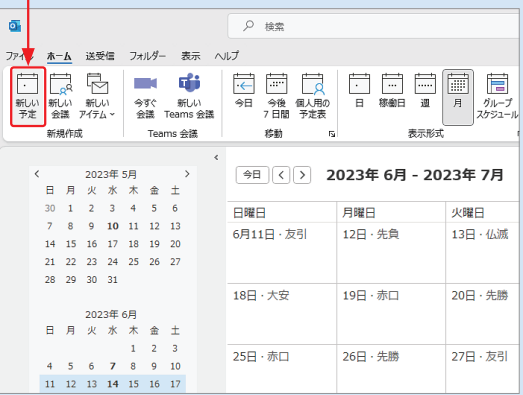 検索
ファイル ホーム 送受信 フォルダー 表示 ヘルプ
新しい 新しい 新しい 今すぐ 新しい 今日 今後 個人用の 日 稼働日 週 月 グループ
予定 会議 アイテム 会議 Teams 会議 7 日間 予定表 スケジュール
新規作成 Teams 会議 移動 表示形式
2023年 5月
日 月 火 水 木 金 土
30 1 2 3 4 5 6
7 8 9 10 11 12 13
14 15 16 17 18 19 20
21 22 23 24 25 26 27
28 29 30 31
2023年 6月
日 月 火 水 木 金 土
1 2 3
4 5 6 7 8 9 10
11 12 13 14 15 16 17
今日 2023年 6月 - 2023年 7月
日曜日 月曜日 火曜日
6月11日・友引 12日・先負 13日・仏滅
18日・大安 19日・赤口 20日・先勝
25日・赤口 26日・先勝 27日・友引